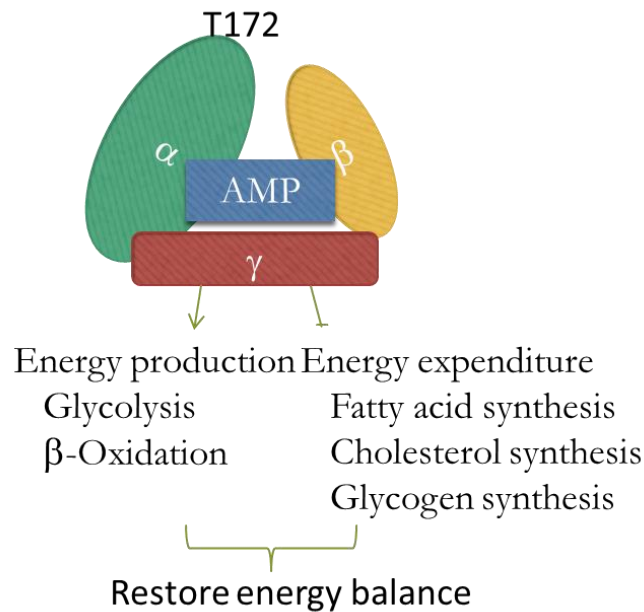 T172
α
β
AMP
γ
Energy production Energy expenditure
Glycolysis
Fatty acid synthesis
β-Oxidation
Cholesterol synthesis
Glycogen synthesis
Restore energy balance